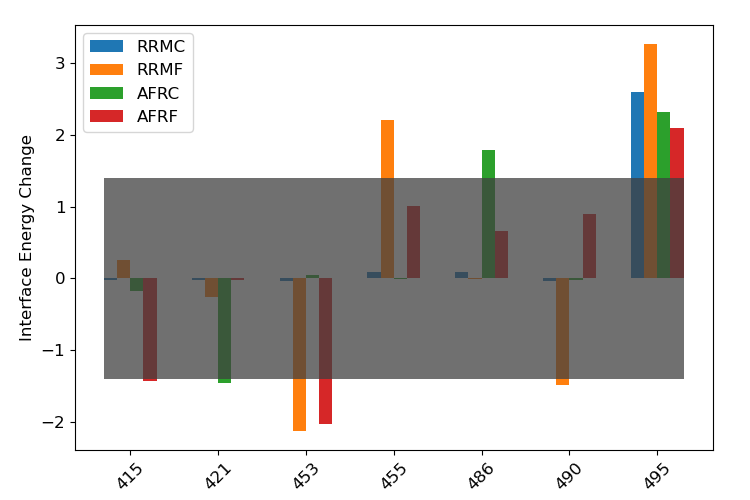 RRMC
RRMF
AFRC
AFRF
Interface Energy Change
3
2
1
0
−1
−2
415 421 453 455 486 490 495